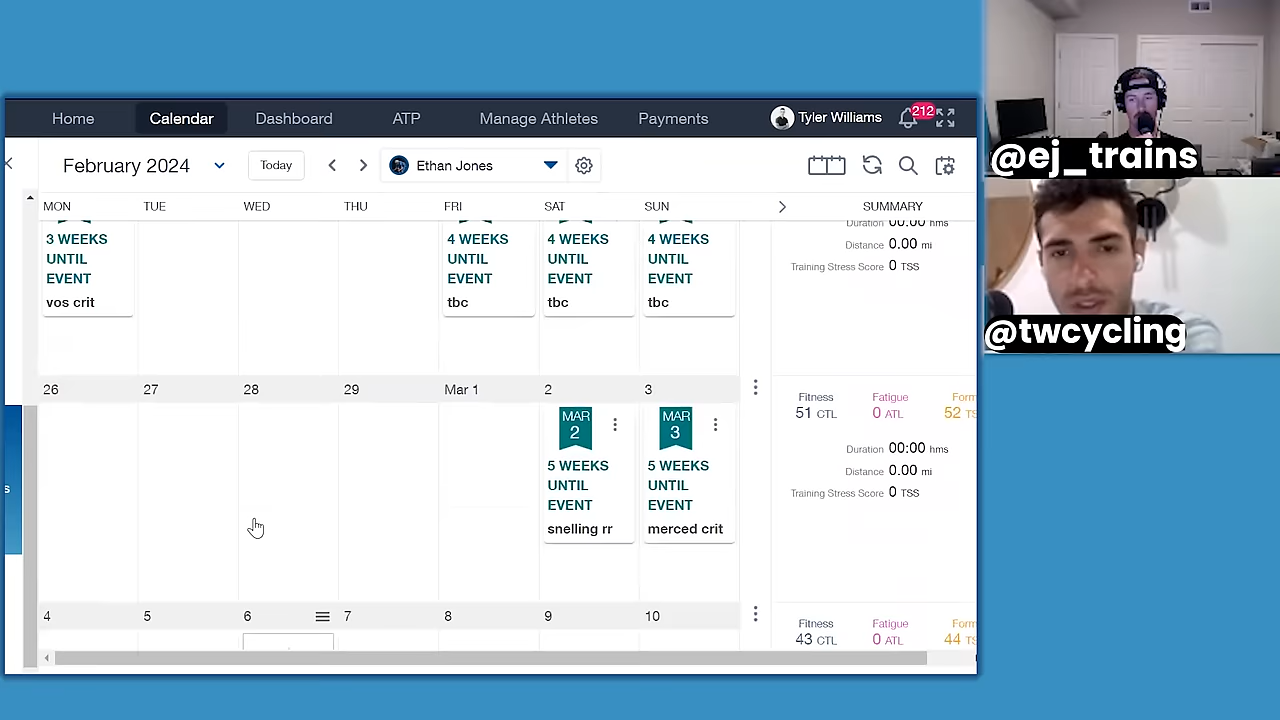 Home Calendar Dashboard ATP Manage Athletes Payments Tyler Williams 212
@ej_trains
February 2024 Today Ethan Jones
MON TUE WED THU FRI SAT SUN SUMMARY
Duration 00:00 hms
3 WEEKS
UNTIL
EVENT
vos crit
4 WEEKS
UNTIL
EVENT
tbc
4 WEEKS
UNTIL
EVENT
tbc
4 WEEKS
UNTIL
EVENT
tbc
Distance 0.00 mi
Training Stress Score 0 TSS
@twcycling
26 27 28 29 Mar 1 2 3
MAR
2
5 WEEKS
UNTIL
EVENT
snelling rr
MAR
3
5 WEEKS
UNTIL
EVENT
merced crit
Fitness Fatigue Form
51 CTL 0 ATL 52 TS
Duration 00:00 hms
Distance 0.00 mi
Training Stress Score 0 TSS
s
4 5 6 7 8 9 10
Fitness Fatigue Form
43 CTL 0 ATL 44 TS